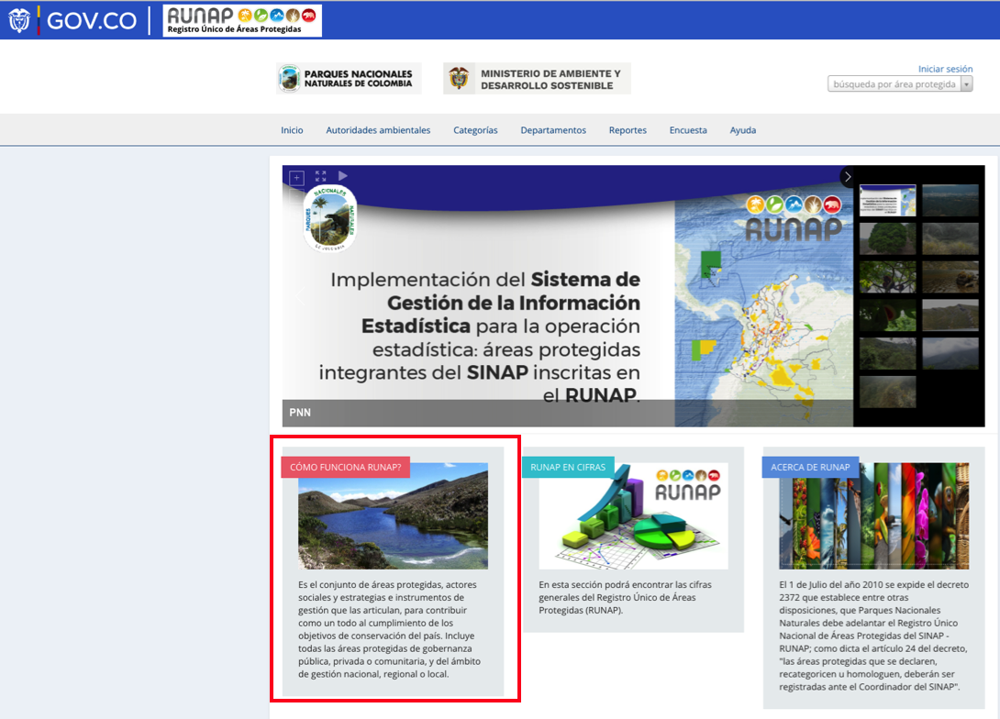 GOV.CO
RUNAP
Registro Único de Áreas Protegidas
PARQUES NACIONALES
NATURALES DE COLOMBIA
MINISTERIO DE AMBIENTE Y
DESARROLLO SOSTENIBLE
Iniciar sesión
búsqueda por área protegida
Inicio
Autoridades ambientales
Categorías
Departamentos
Reportes
Encuesta
Ayuda
PARQUES NACIONALES NATURALES
DE COLOMBIA
RUNAP
Implementación del Sistema de
Gestión de la Información
Estadística para la operación
estadística: áreas protegidas
integrantes del SINAP inscritas en
el RUNAP.
PNN
CÓMO FUNCIONA RUNAP?
Es el conjunto de áreas protegidas, actores
sociales y estrategias e instrumentos de
gestión que las articulan, para contribuir
como un todo al cumplimiento de los
objetivos de conservación del país. Incluye
todas las áreas protegidas de gobernanza
pública, privada o comunitaria, y del ámbito
de gestión nacional, regional o local.
RUNAP EN CIFRAS
RUNAP
En esta sección podrá encontrar las cifras
generales del Registro Único de Áreas
Protegidas (RUNAP).
ACERCA DE RUNAP
El 1 de Julio del año 2010 se expide el decreto
2372 que establece entre otras
disposiciones, que Parques Nacionales
Naturales debe adelantar el Registro Único
Nacional de Áreas Protegidas del SINAP -
RUNAP; como dicta el artículo 24 del decreto,
"las áreas protegidas que se declaren,
recategoricen u homologuen, deberán ser
registradas ante el Coordinador del SINAP".